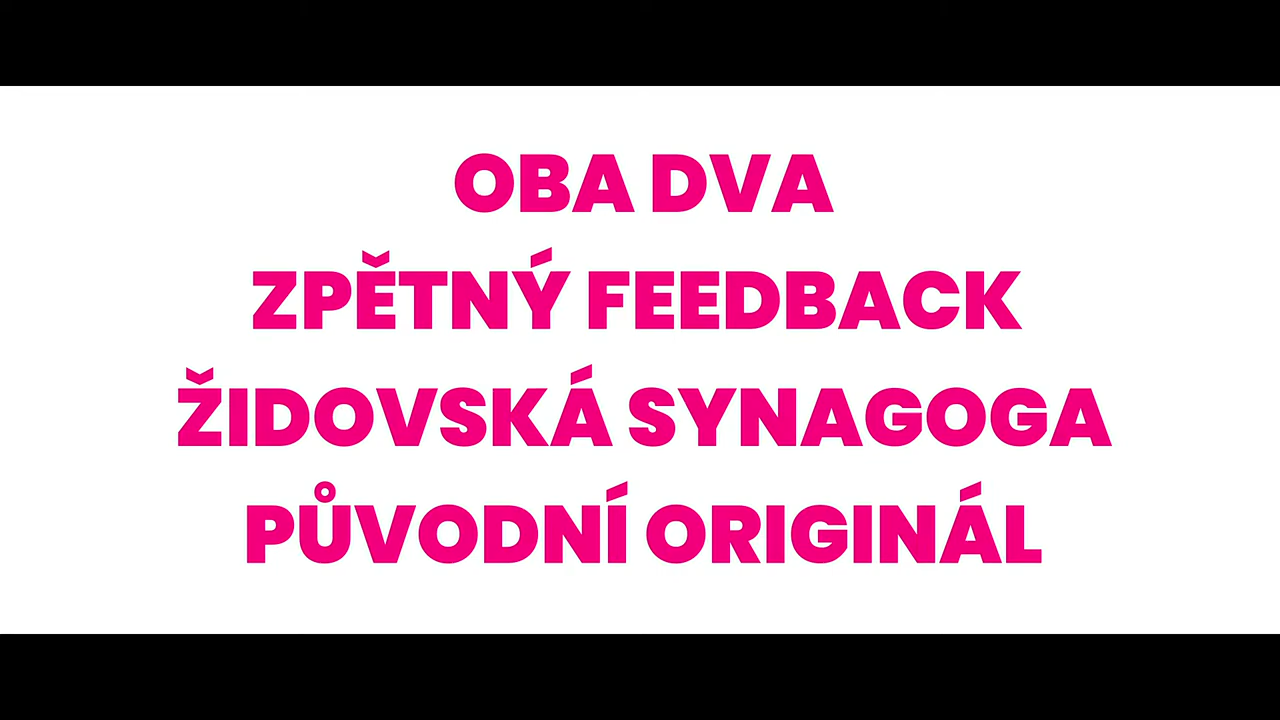 OBA DVA
ZPĚTNÝ FEEDBACK
ŽIDOVSKÁ SYNAGOGA
PŮVODNÍ ORIGINÁL